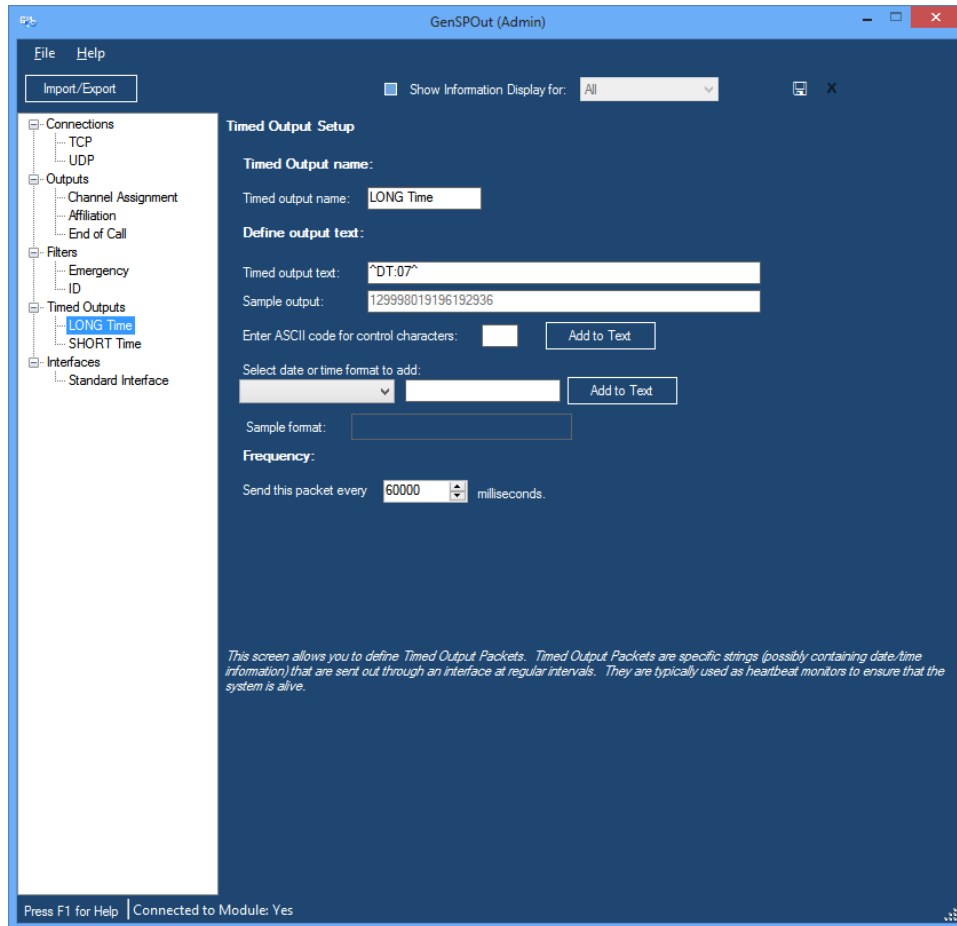 GenSPOut (Admin)
File Help
Import/Export
Show Information Display for: All
X
Connections
TCP
UDP
Outputs
Channel Assignment
Affiliation
End of Call
Filters
Emergency
ID
Timed Outputs
LONG Time
SHORT Time
Interfaces
Standard Interface
Timed Output Setup
Timed Output name:
Timed output name: LONG Time
Define output text:
Timed output text: ^DT:07^
Sample output: 129998019196192936
Enter ASCII code for control characters: Add to Text
Select date or time format to add:
Add to Text
Sample format:
Frequency:
Send this packet every 60000 milliseconds.
This screen allows you to define Timed Output Packets. Timed Output Packets are specific strings (possibly containing date/time
information) that are sent out through an interface at regular intervals. They are typically used as heartbeat monitors to ensure that the
system is alive.
Press F1 for Help Connected to Module: Yes